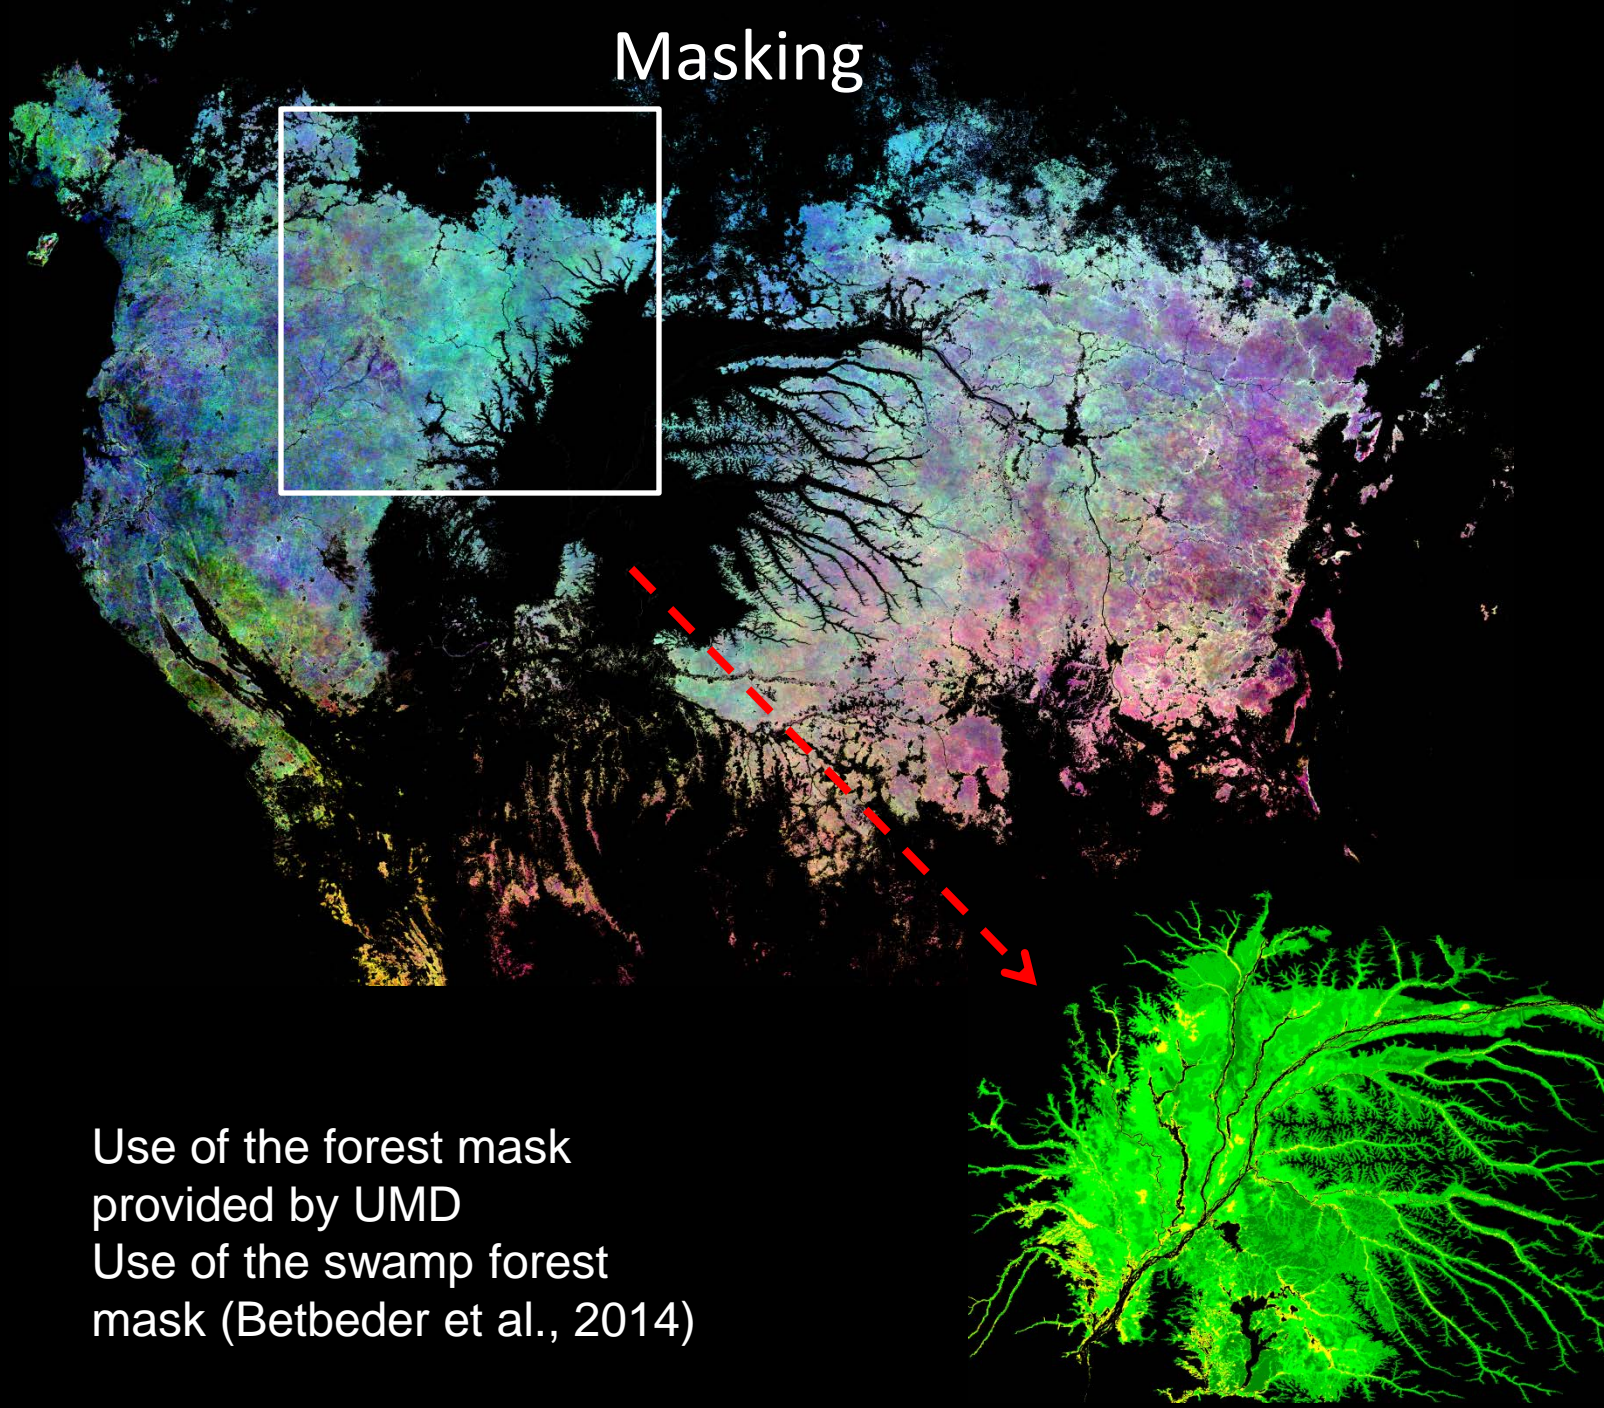 Masking
Use of the forest mask
provided by UMD
Use of the swamp forest
mask (Betbeder et al., 2014)